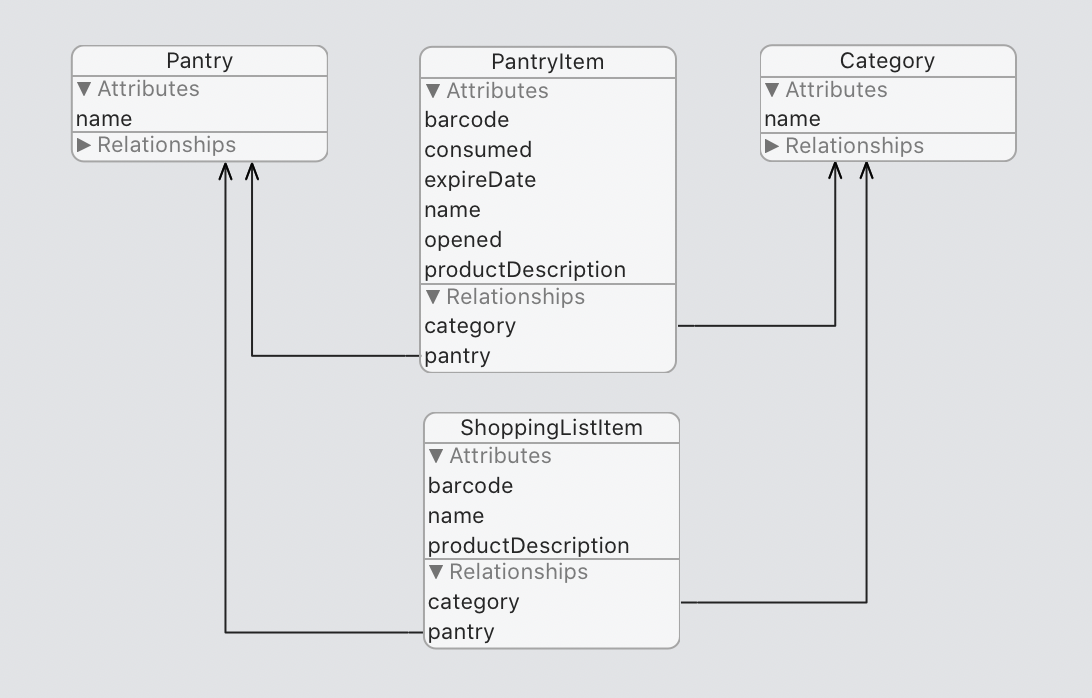 Pantry
▼ Attributes
name
▶ Relationships
PantryItem
▼ Attributes
barcode
consumed
expireDate
name
opened
productDescription
▼ Relationships
category
pantry
Category
▼ Attributes
name
▶ Relationships
ShoppingListItem
▼ Attributes
barcode
name
productDescription
▼ Relationships
category
pantry